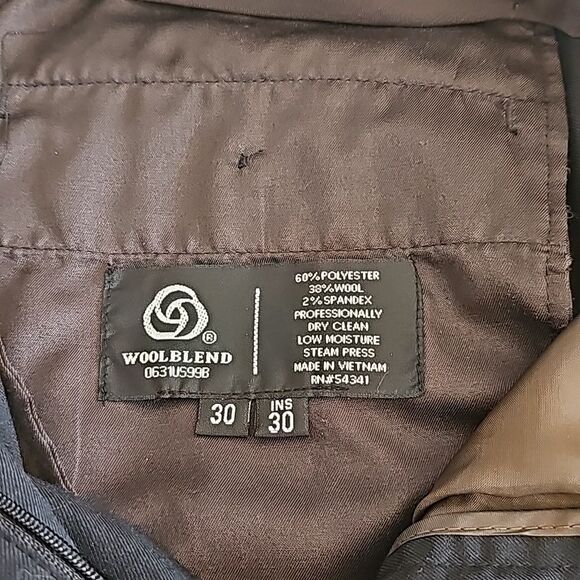 60% POLYESTER
38% WOOL
2% SPANDEX
PROFESSIONALLY
DRY CLEAN
LOW MOISTURE
STEAM PRESS
MADE IN VIETNAM
RN#54341
®
WOOLBLEND
0631US99B
30
INS
30